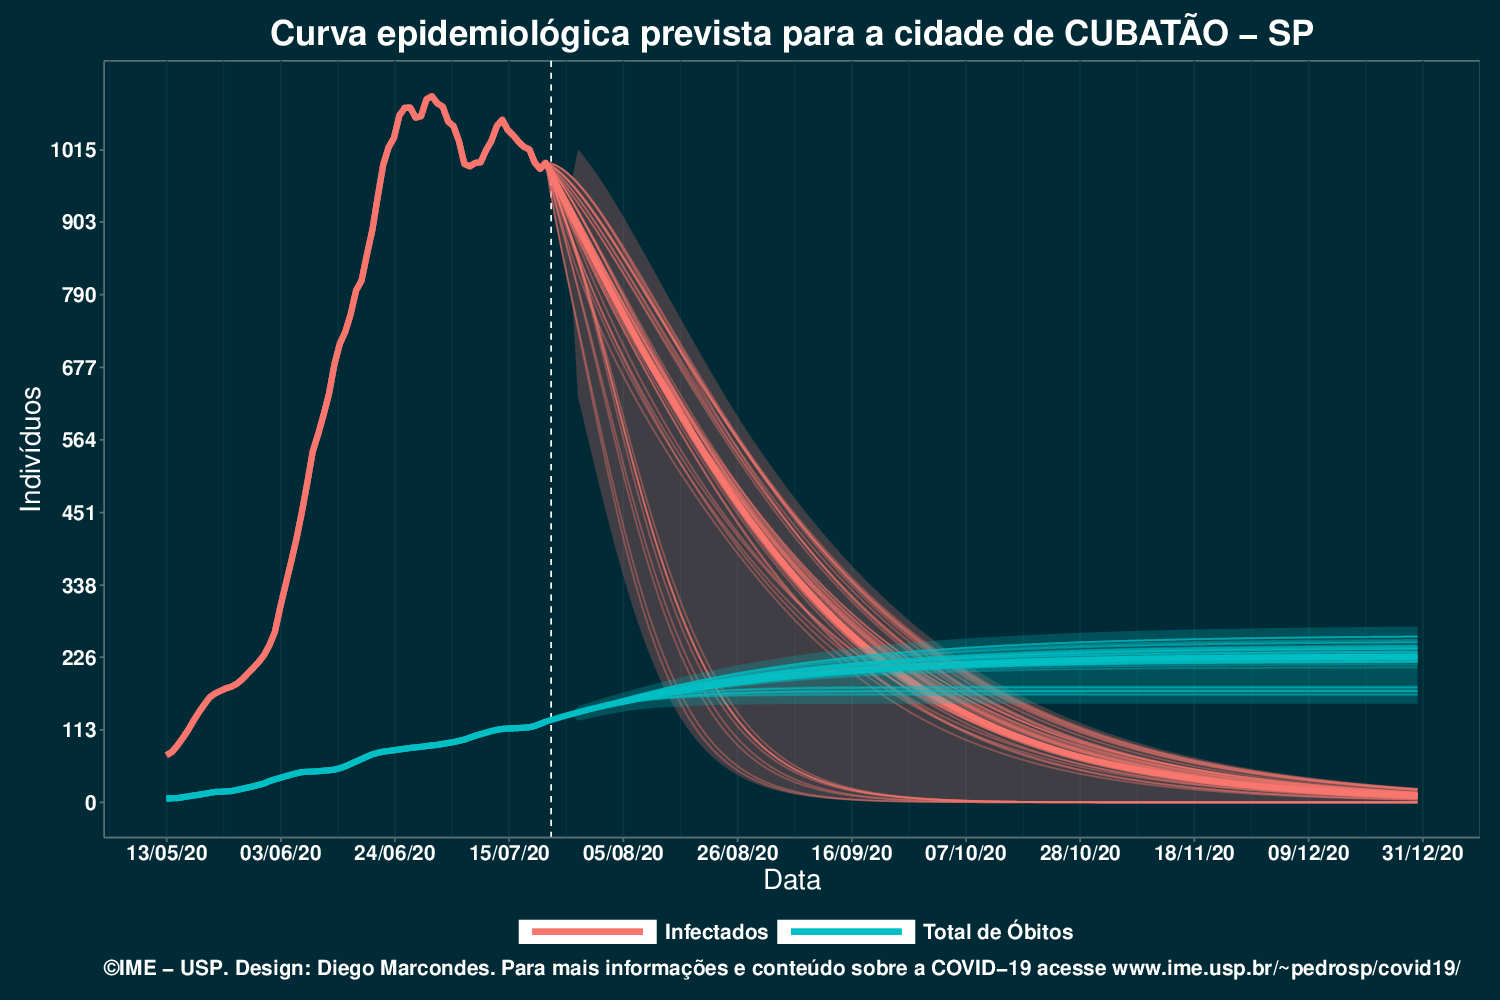 Curva epidemiológica prevista para a cidade de CUBATÃO – SP
Indivíduos
1015
903
790
677
564
451
338
226
113
0
13/05/20 03/06/20 24/06/20 15/07/20 05/08/20 26/08/20 16/09/20 07/10/20 28/10/20 18/11/20 09/12/20 31/12/20
Data
Infectados Total de Óbitos
©IME – USP. Design: Diego Marcondes. Para mais informações e conteúdo sobre a COVID–19 acesse www.ime.usp.br/~pedrosp/covid19/